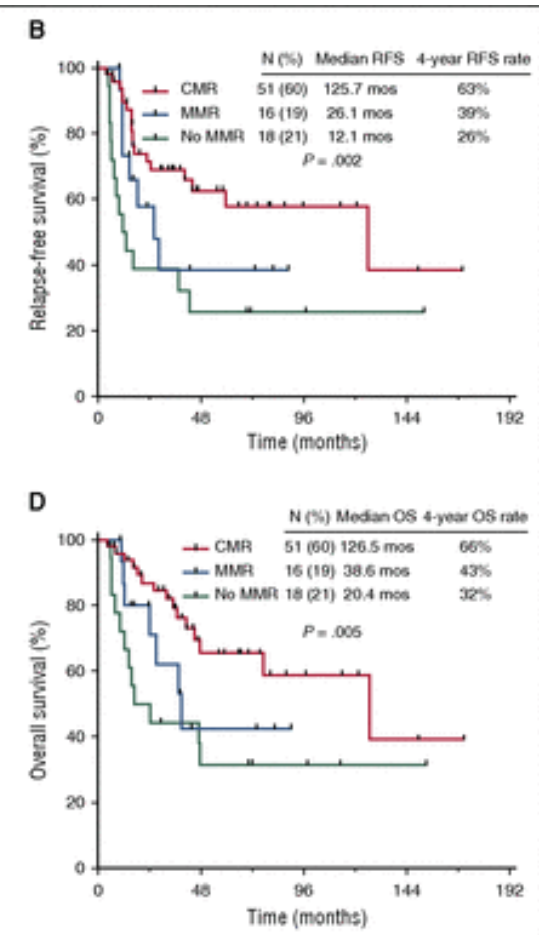 B
N (%) Median RFS 4-year RFS rate
CMR 51 (60) 125.7 mos 63%
MMR 16 (19) 26.1 mos 39%
No MMR 18 (21) 12.1 mos 26%
P = .002
Relapse-free survival (%)
100
80
60
40
20
0
0 48 96 144 192
Time (months)
D
N (%) Median OS 4-year OS rate
CMR 51 (60) 126.5 mos 66%
MMR 16 (19) 38.6 mos 43%
No MMR 18 (21) 20.4 mos 32%
P = .005
Overall survival (%)
100
80
60
40
20
0
0 48 96 144 192
Time (months)